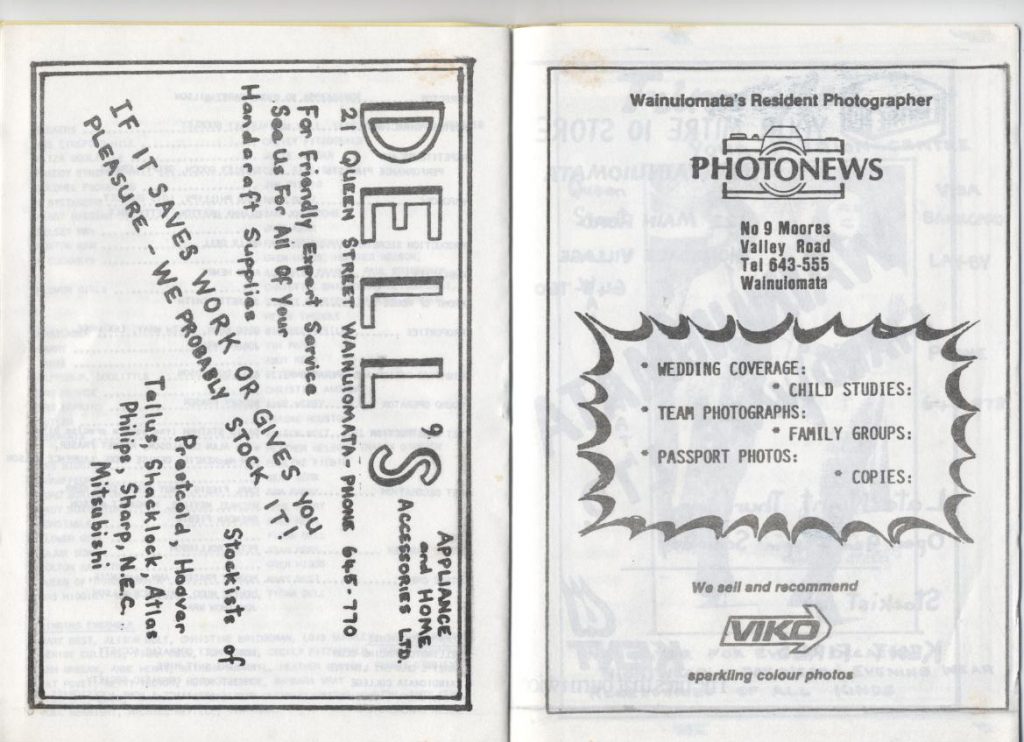 DELL'S
APPLIANCE
and HOME
ACCESSORIES LTD.
21 QUEEN STREET WAINUIOMATA- PHONE 645-770
For Friendly Expert Service
See Us For All Of Your
Handcraft Supplies
IF IT SAVES WORK OR GIVES YOU
PLEASURE - WE PROBABLY STOCK IT!
Stockists of
Prestcold, Hoover
Tellus, Shacklock, Atlas
Philips, Sharp, N.E.C.
Mitsubishi
Wainuiomata's Resident Photographer
PHOTONEWS
No 9 Moores
Valley Road
Tel 643-555
Wainuiomata
* WEDDING COVERAGE:
* CHILD STUDIES:
* TEAM PHOTOGRAPHS:
* FAMILY GROUPS:
* PASSPORT PHOTOS:
* COPIES:
We sell and recommend
VIKO
sparkling colour photos